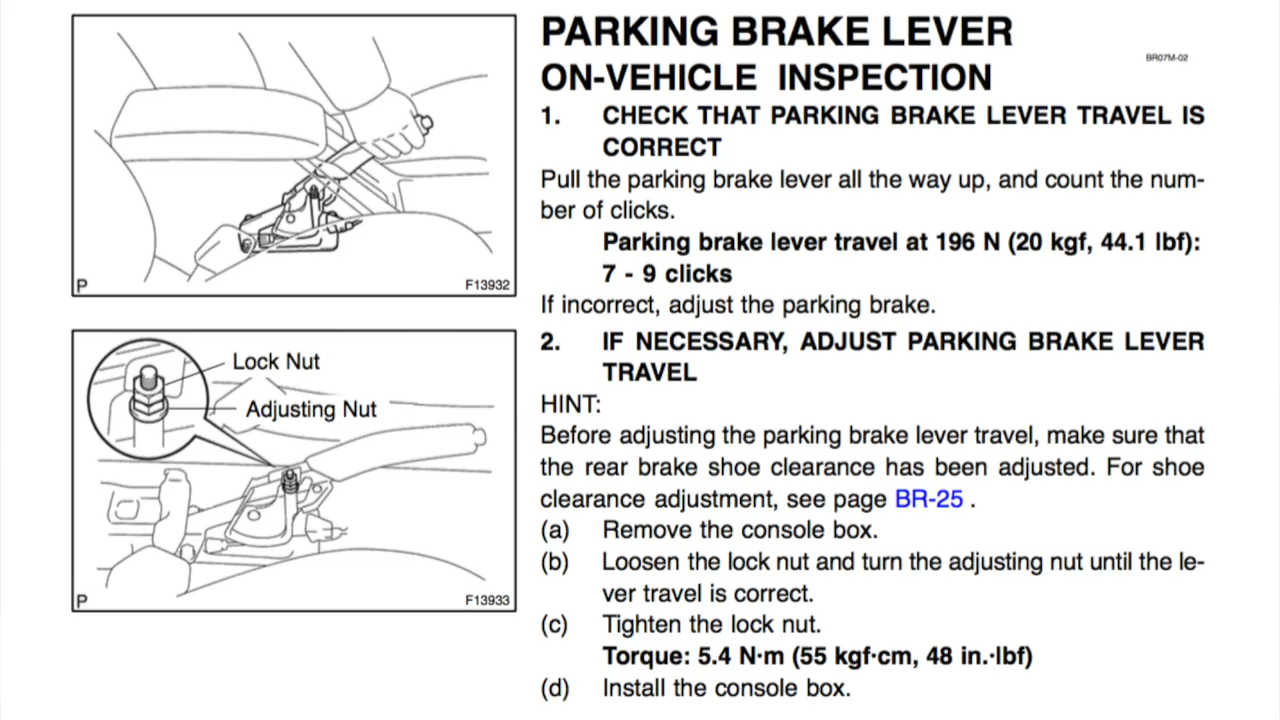 PARKING BRAKE LEVER
BR07M-02
ON-VEHICLE INSPECTION
1. CHECK THAT PARKING BRAKE LEVER TRAVEL IS
CORRECT
Pull the parking brake lever all the way up, and count the num-
ber of clicks.
Parking brake lever travel at 196 N (20 kgf, 44.1 lbf):
7 - 9 clicks
If incorrect, adjust the parking brake.
P
F13932
2. IF NECESSARY, ADJUST PARKING BRAKE LEVER
TRAVEL
HINT:
Before adjusting the parking brake lever travel, make sure that
the rear brake shoe clearance has been adjusted. For shoe
clearance adjustment, see page BR-25 .
(a) Remove the console box.
(b) Loosen the lock nut and turn the adjusting nut until the le-
ver travel is correct.
(c) Tighten the lock nut.
Torque: 5.4 N·m (55 kgf·cm, 48 in.·lbf)
(d) Install the console box.
Lock Nut
Adjusting Nut
P
F13933